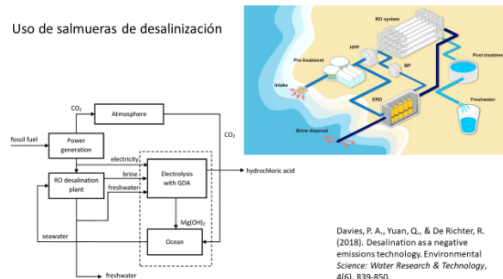 Uso de salmueras de desalinización
RO system
HPP
Pre-treatment
BP
Post-treatment
Intake
ERD
Freshwater
Brine disposal
CO₂
Atmosphere
CO₂
fossil fuel
Power
generation
electricity
brine
freshwater
RO desalination
plant
Electrolysis
with GDA
hydrochloric acid
Mg(OH)₂
seawater
Ocean
freshwater
Davies, P. A., Yuan, Q., & De Richter, R.
(2018). Desalination as a negative
emissions technology. Environmental
Science: Water Research & Technology,
4(6), 839-850.